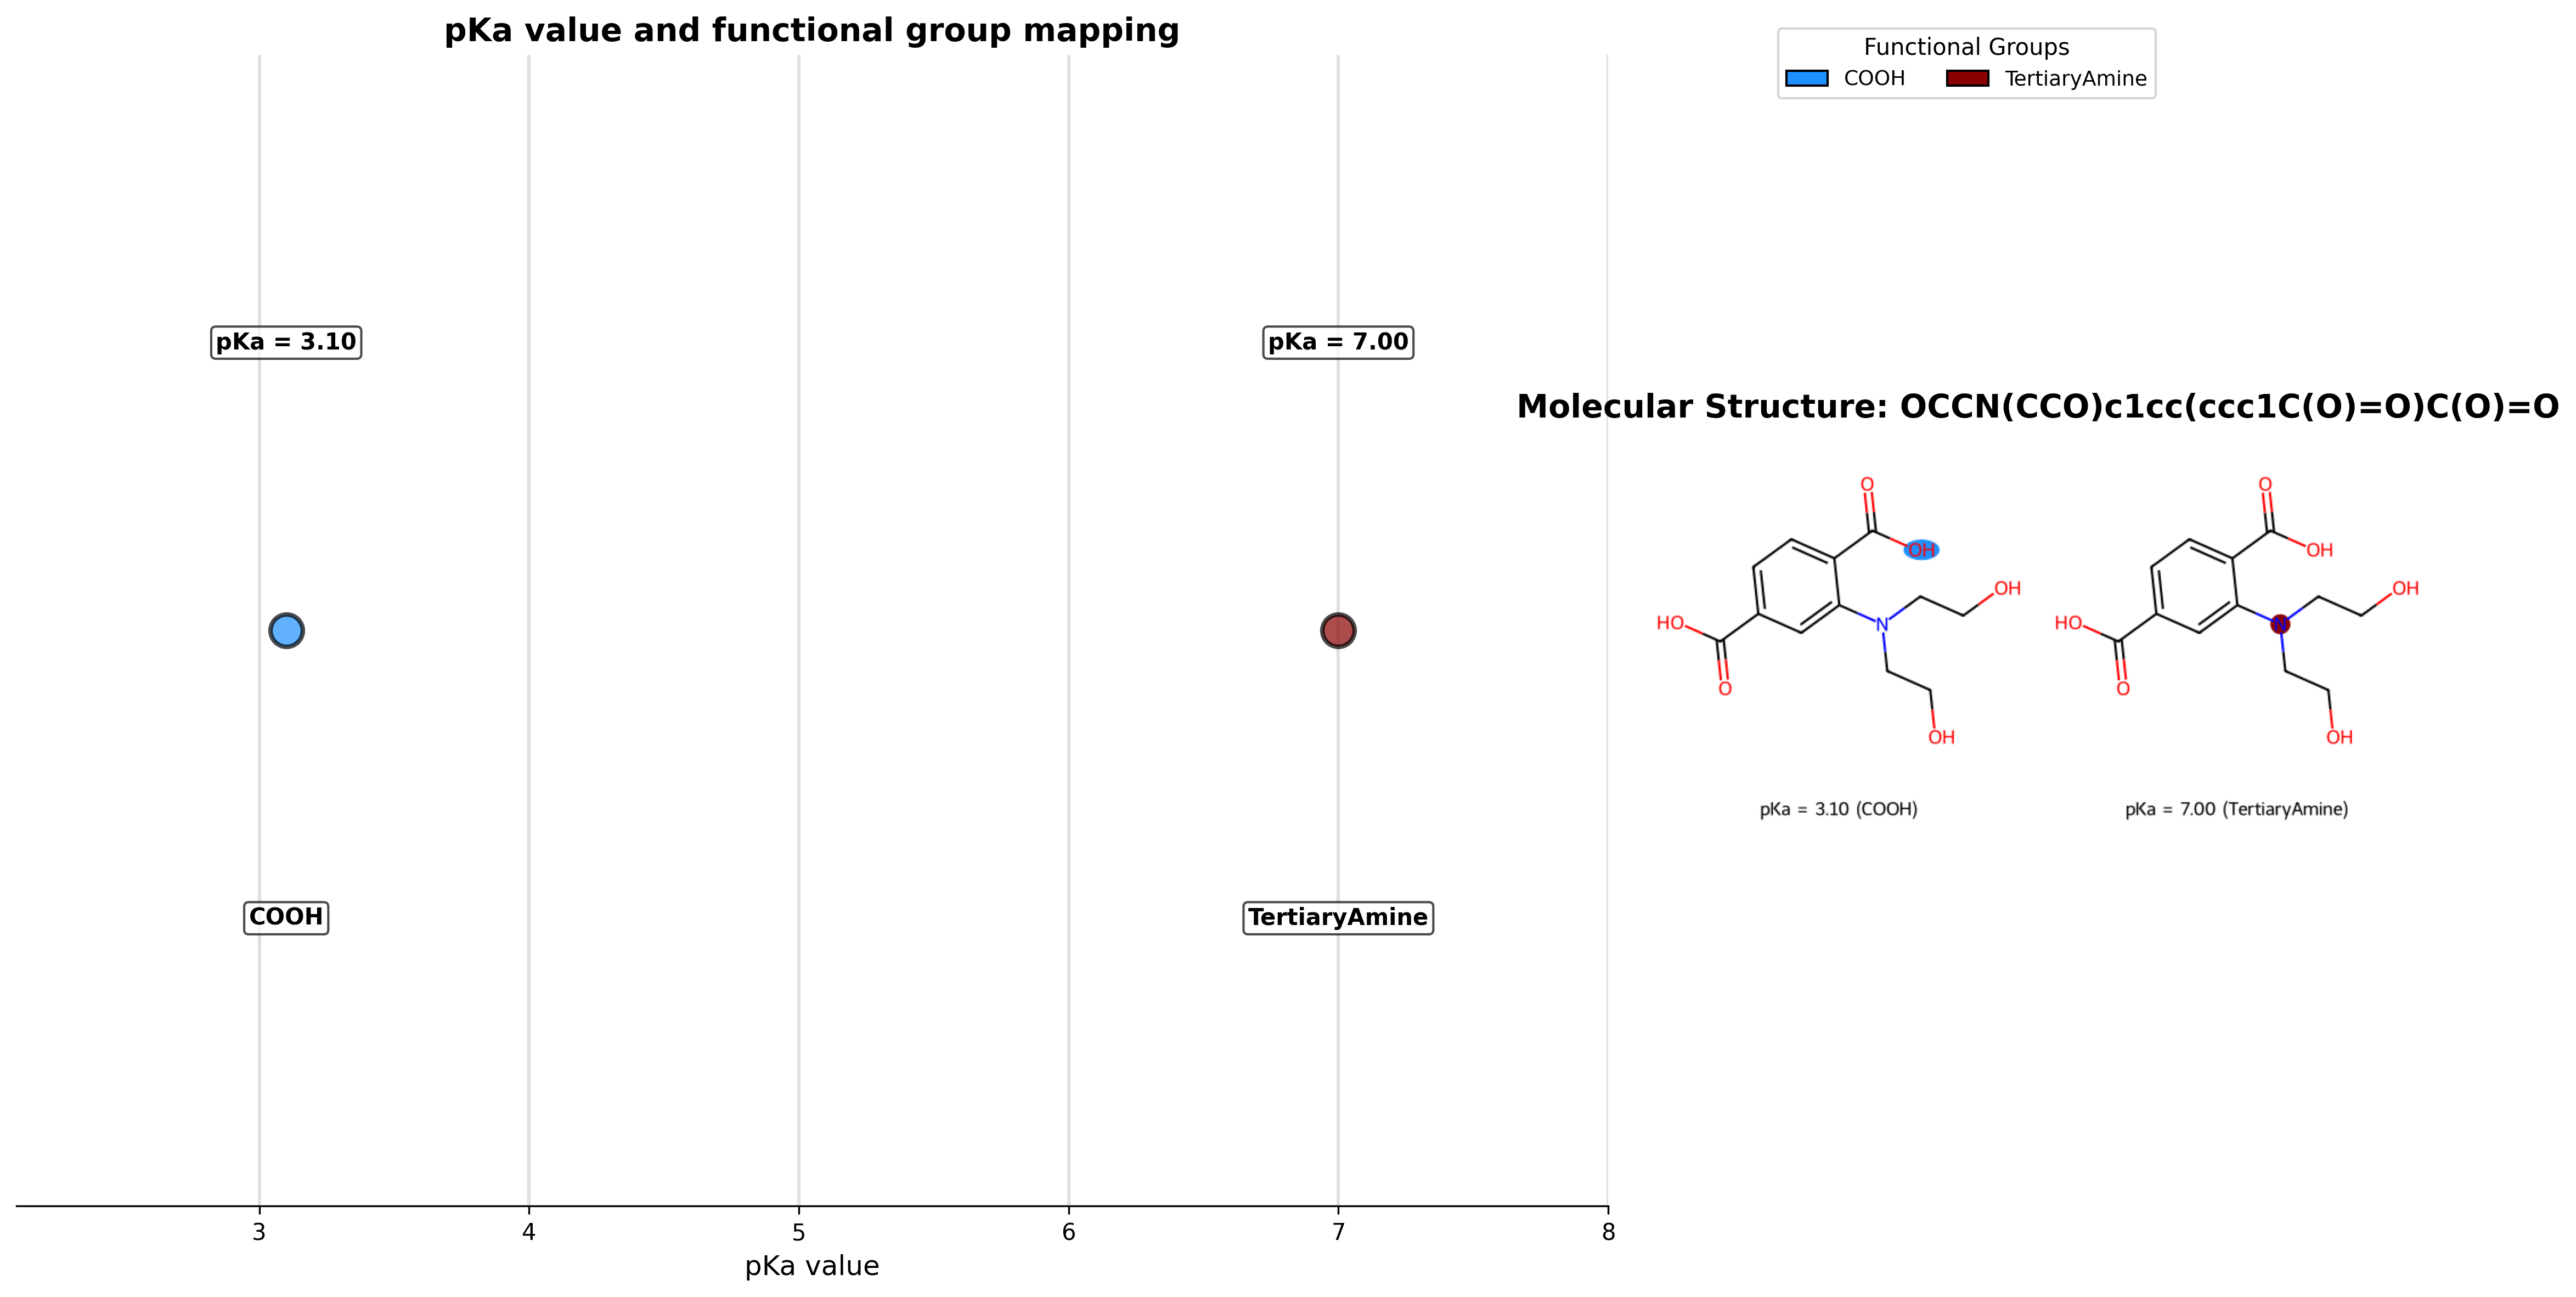 pKa value and functional group mapping
pKa = 3.10
pKa = 7.00
COOH
TertiaryAmine
3 4 5 6 7 8
pKa value
Functional Groups
COOH TertiaryAmine
Molecular Structure: OCCN(CCO)c1cc(ccc1C(O)=O)C(O)=O
O
OH
OH
HO
N
O
OH
pKa = 3.10 (COOH)
O
OH
OH
HO
N
O
OH
pKa = 7.00 (TertiaryAmine)